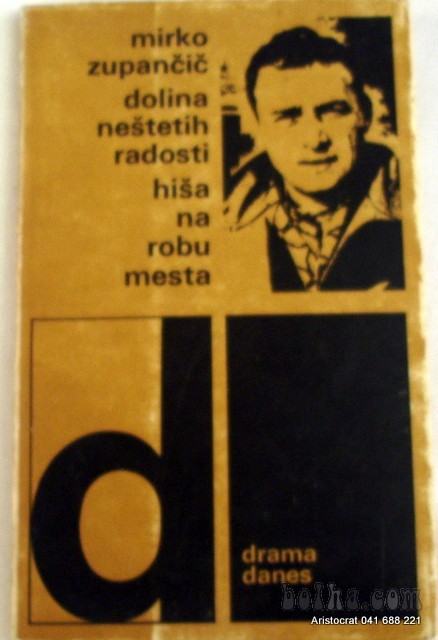 mirko
zupančič
dolina
neštetih
radosti
hiša
na
robu
mesta
d
drama
danes
bolha.com
Aristocrat 041 688 221